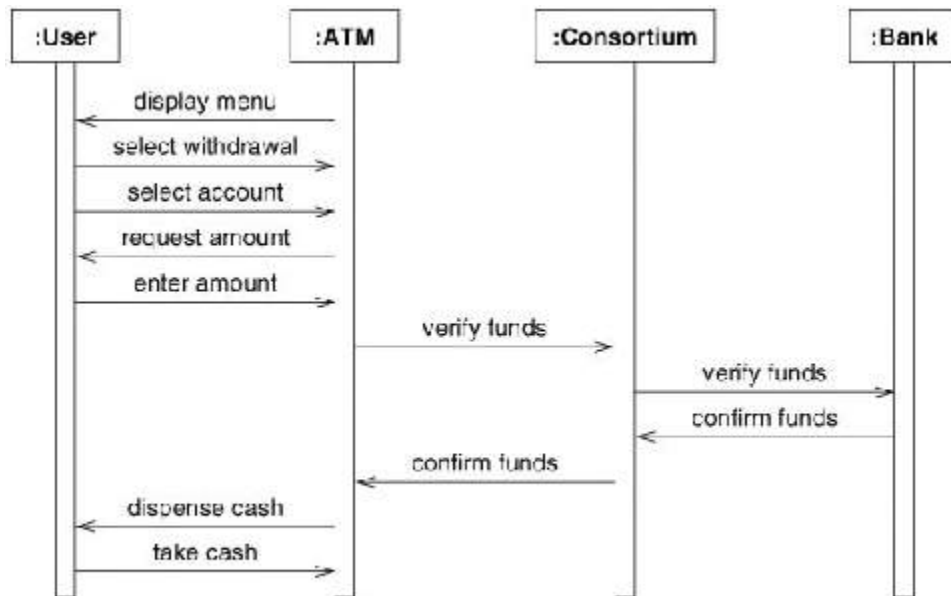 :User :ATM :Consortium :Bank
display menu
select withdrawal
select account
request amount
enter amount
verify funds
verify funds
confirm funds
confirm funds
dispense cash
take cash